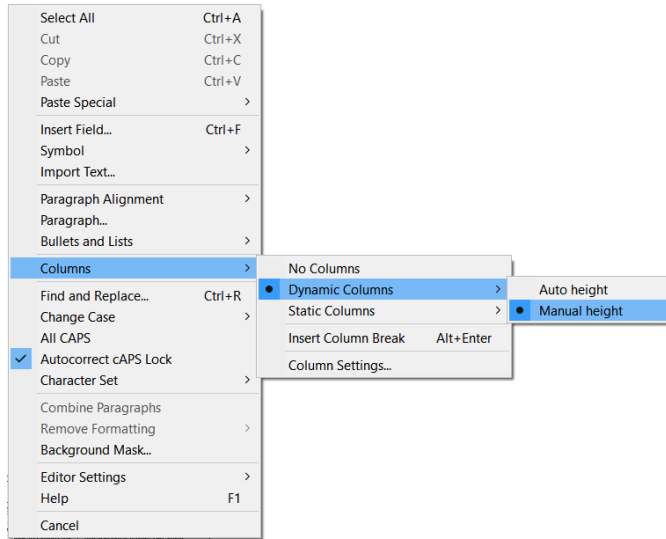 Select All Ctrl+A
Cut Ctrl+X
Copy Ctrl+C
Paste Ctrl+V
Paste Special
Insert Field... Ctrl+F
Symbol
Import Text...
Paragraph Alignment
Paragraph...
Bullets and Lists
Columns
Find and Replace... Ctrl+R
Change Case
All CAPS
Autocorrect cAPS Lock
Character Set
Combine Paragraphs
Remove Formatting
Background Mask...
Editor Settings
Help F1
Cancel
No Columns
Dynamic Columns
Static Columns
Insert Column Break Alt+Enter
Column Settings...
Auto height
Manual height